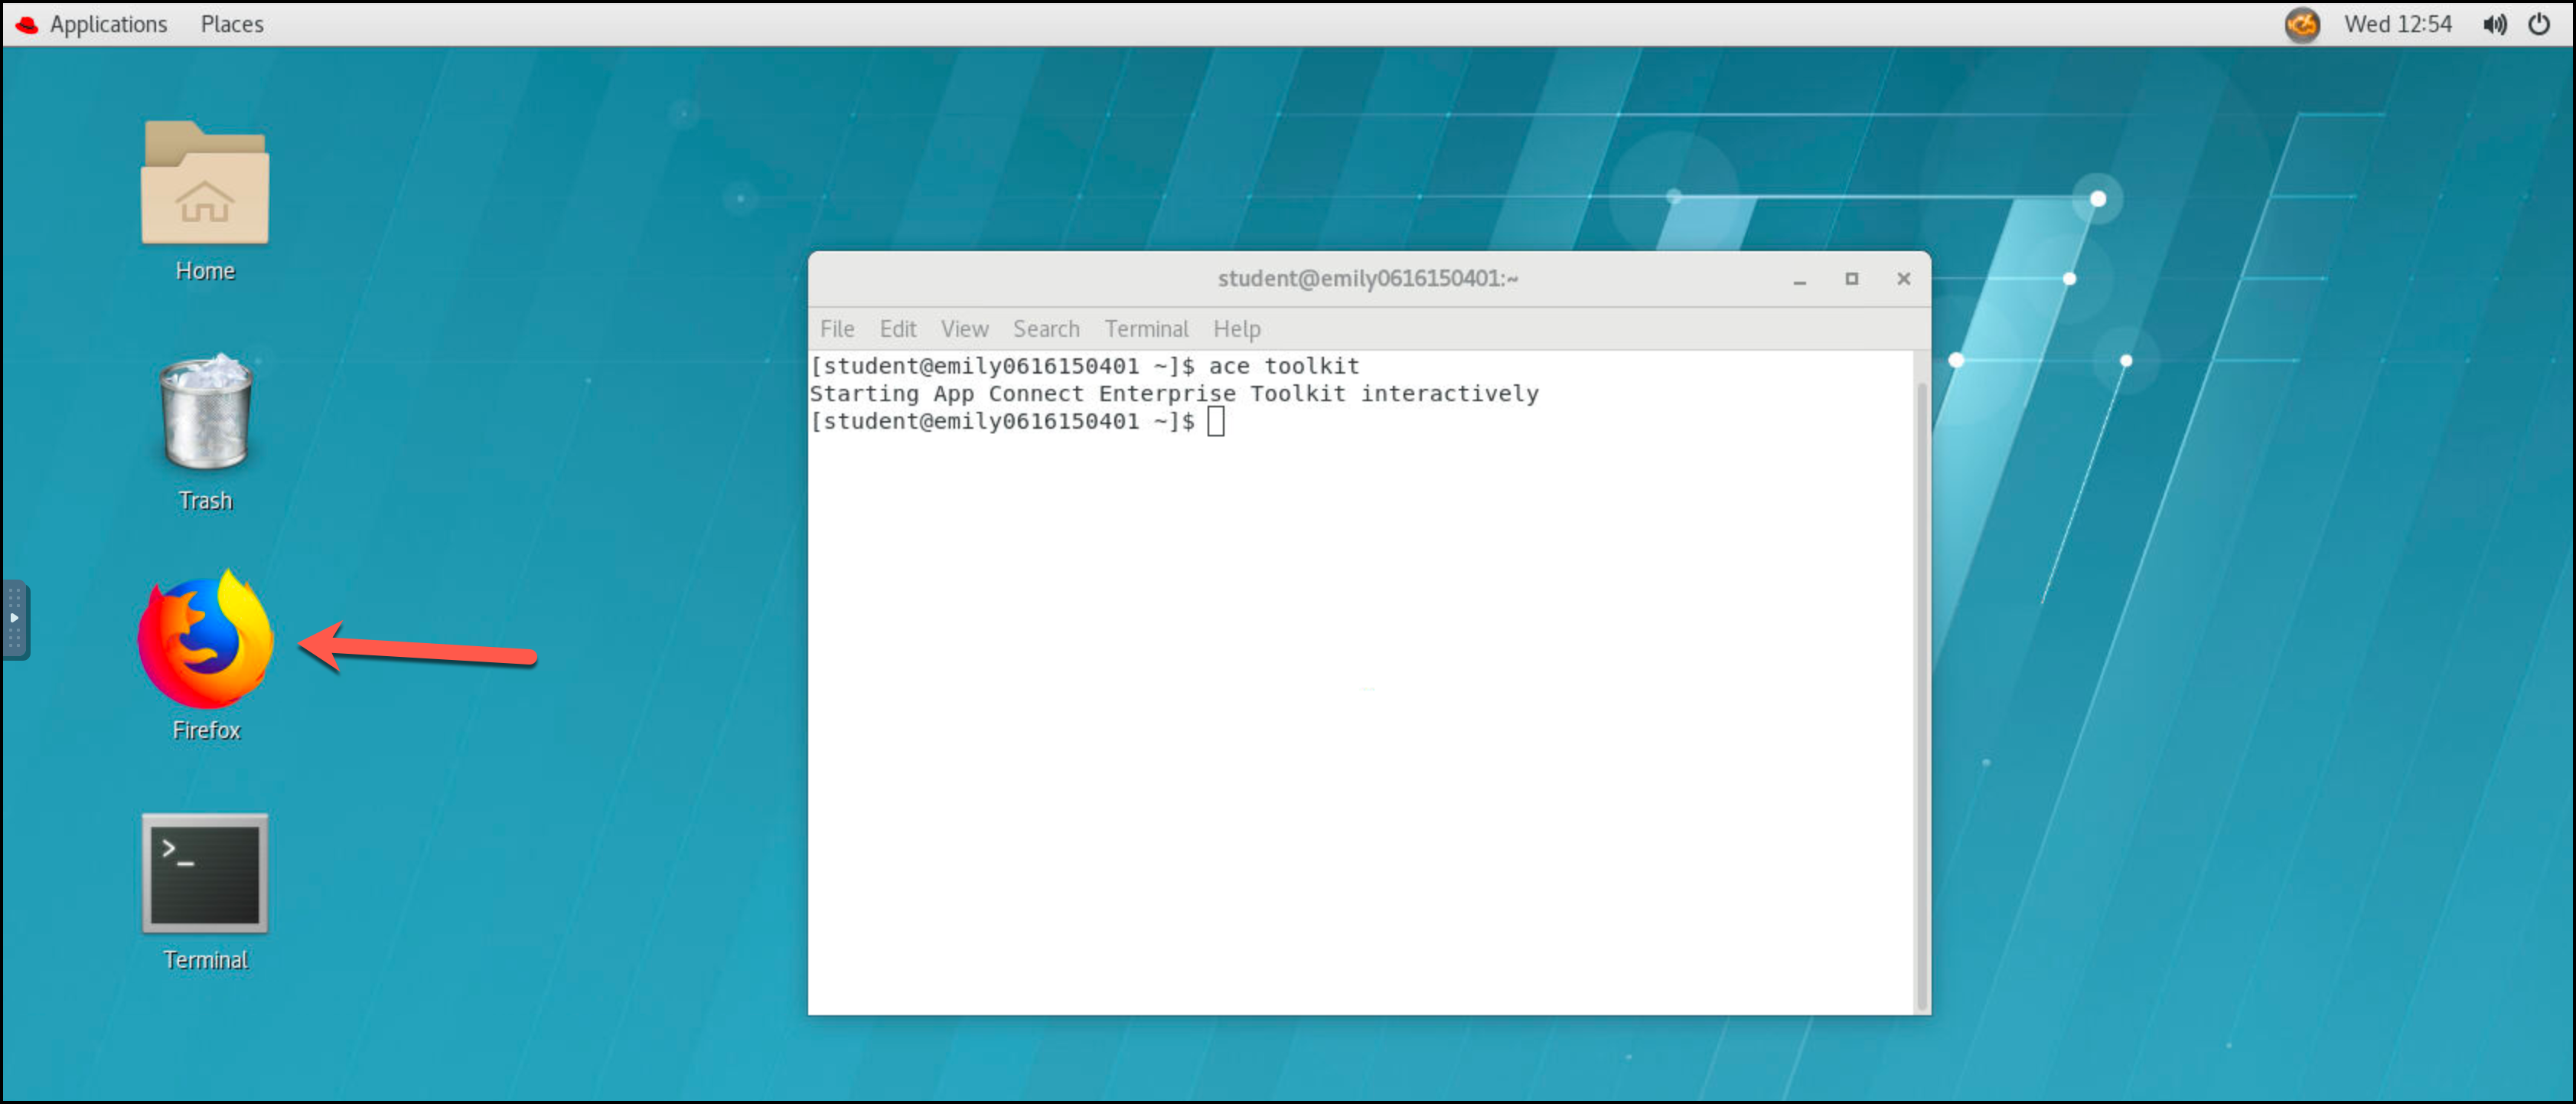 Applications Places
Wed 12:54
Home
Trash
Firefox
>_
Terminal
student@emily0616150401:~
File Edit View Search Terminal Help
[student@emily0616150401 ~]$ ace toolkit
Starting App Connect Enterprise Toolkit interactively
[student@emily0616150401 ~]$